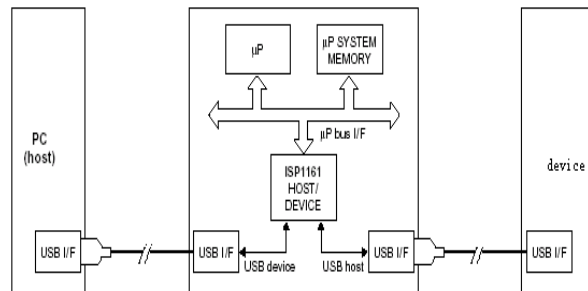 PC
(host)
µP
µP SYSTEM
MEMORY
µP bus I/F
ISP1161
HOST/
DEVICE
device
USB I/F
USB I/F
USB device
USB host
USB I/F
USB I/F